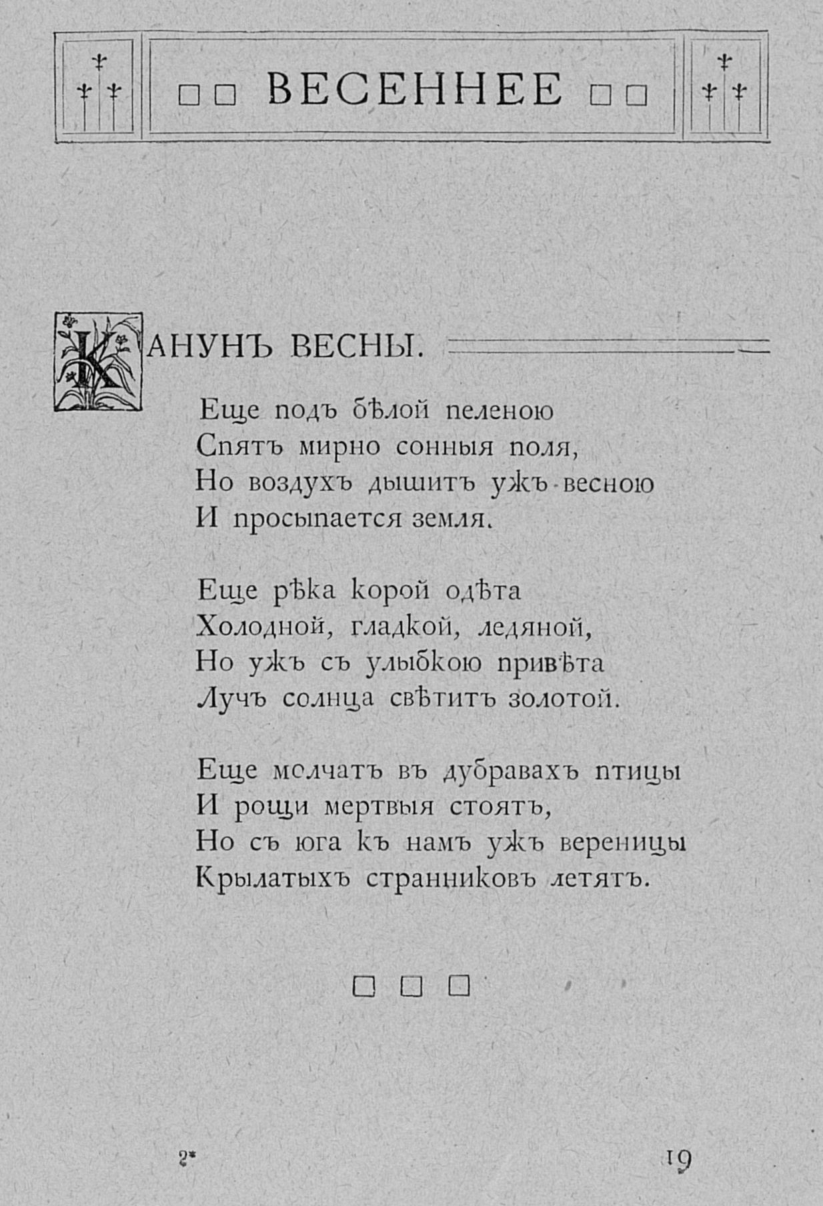 ВЕСЕННЕЕ
КАНУНЪ ВЕСНЫ.
Еще подъ бѣлой пеленою
Спятъ мирно сонныя поля,
Но воздухъ дышитъ ужъ весною
И просыпается земля.
Еще рѣка корой одѣта
Холодной, гладкой, ледяной,
Но ужъ съ улыбкою привѣта
Лучъ солнца свѣтитъ золотой.
Еще молчатъ въ дубравахъ птицы
И рощи мертвыя стоятъ,
Но съ юга къ намъ ужъ вереницы
Крылатыхъ странниковъ летятъ.
2*
19